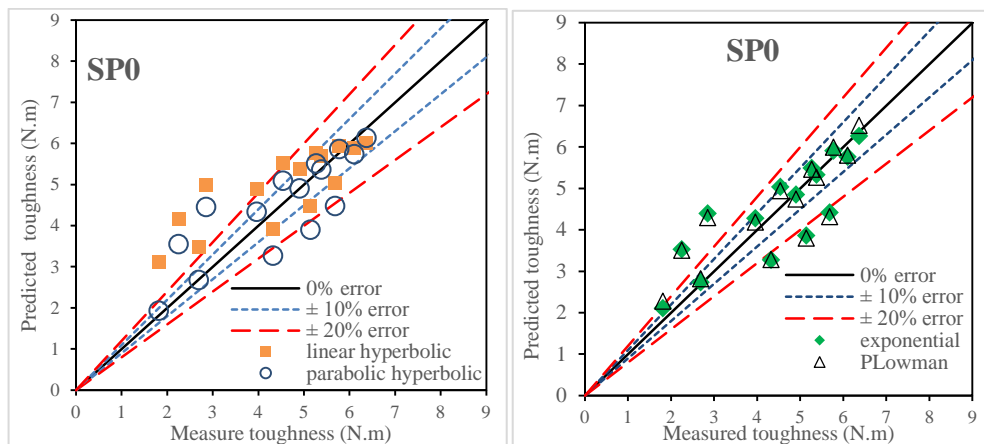 SP0
Predicted toughness (N.m)
9
8
7
6
5
4
3
2
1
0
0% error
± 10% error
± 20% error
linear hyperbolic
parabolic hyperbolic
0 1 2 3 4 5 6 7 8 9
Measure toughness (N.m)
SP0
Predicted toughness (N.m)
9
8
7
6
5
4
3
2
1
0
0% error
± 10% error
± 20% error
exponential
PLowman
0 1 2 3 4 5 6 7 8 9
Measured toughness (N.m)